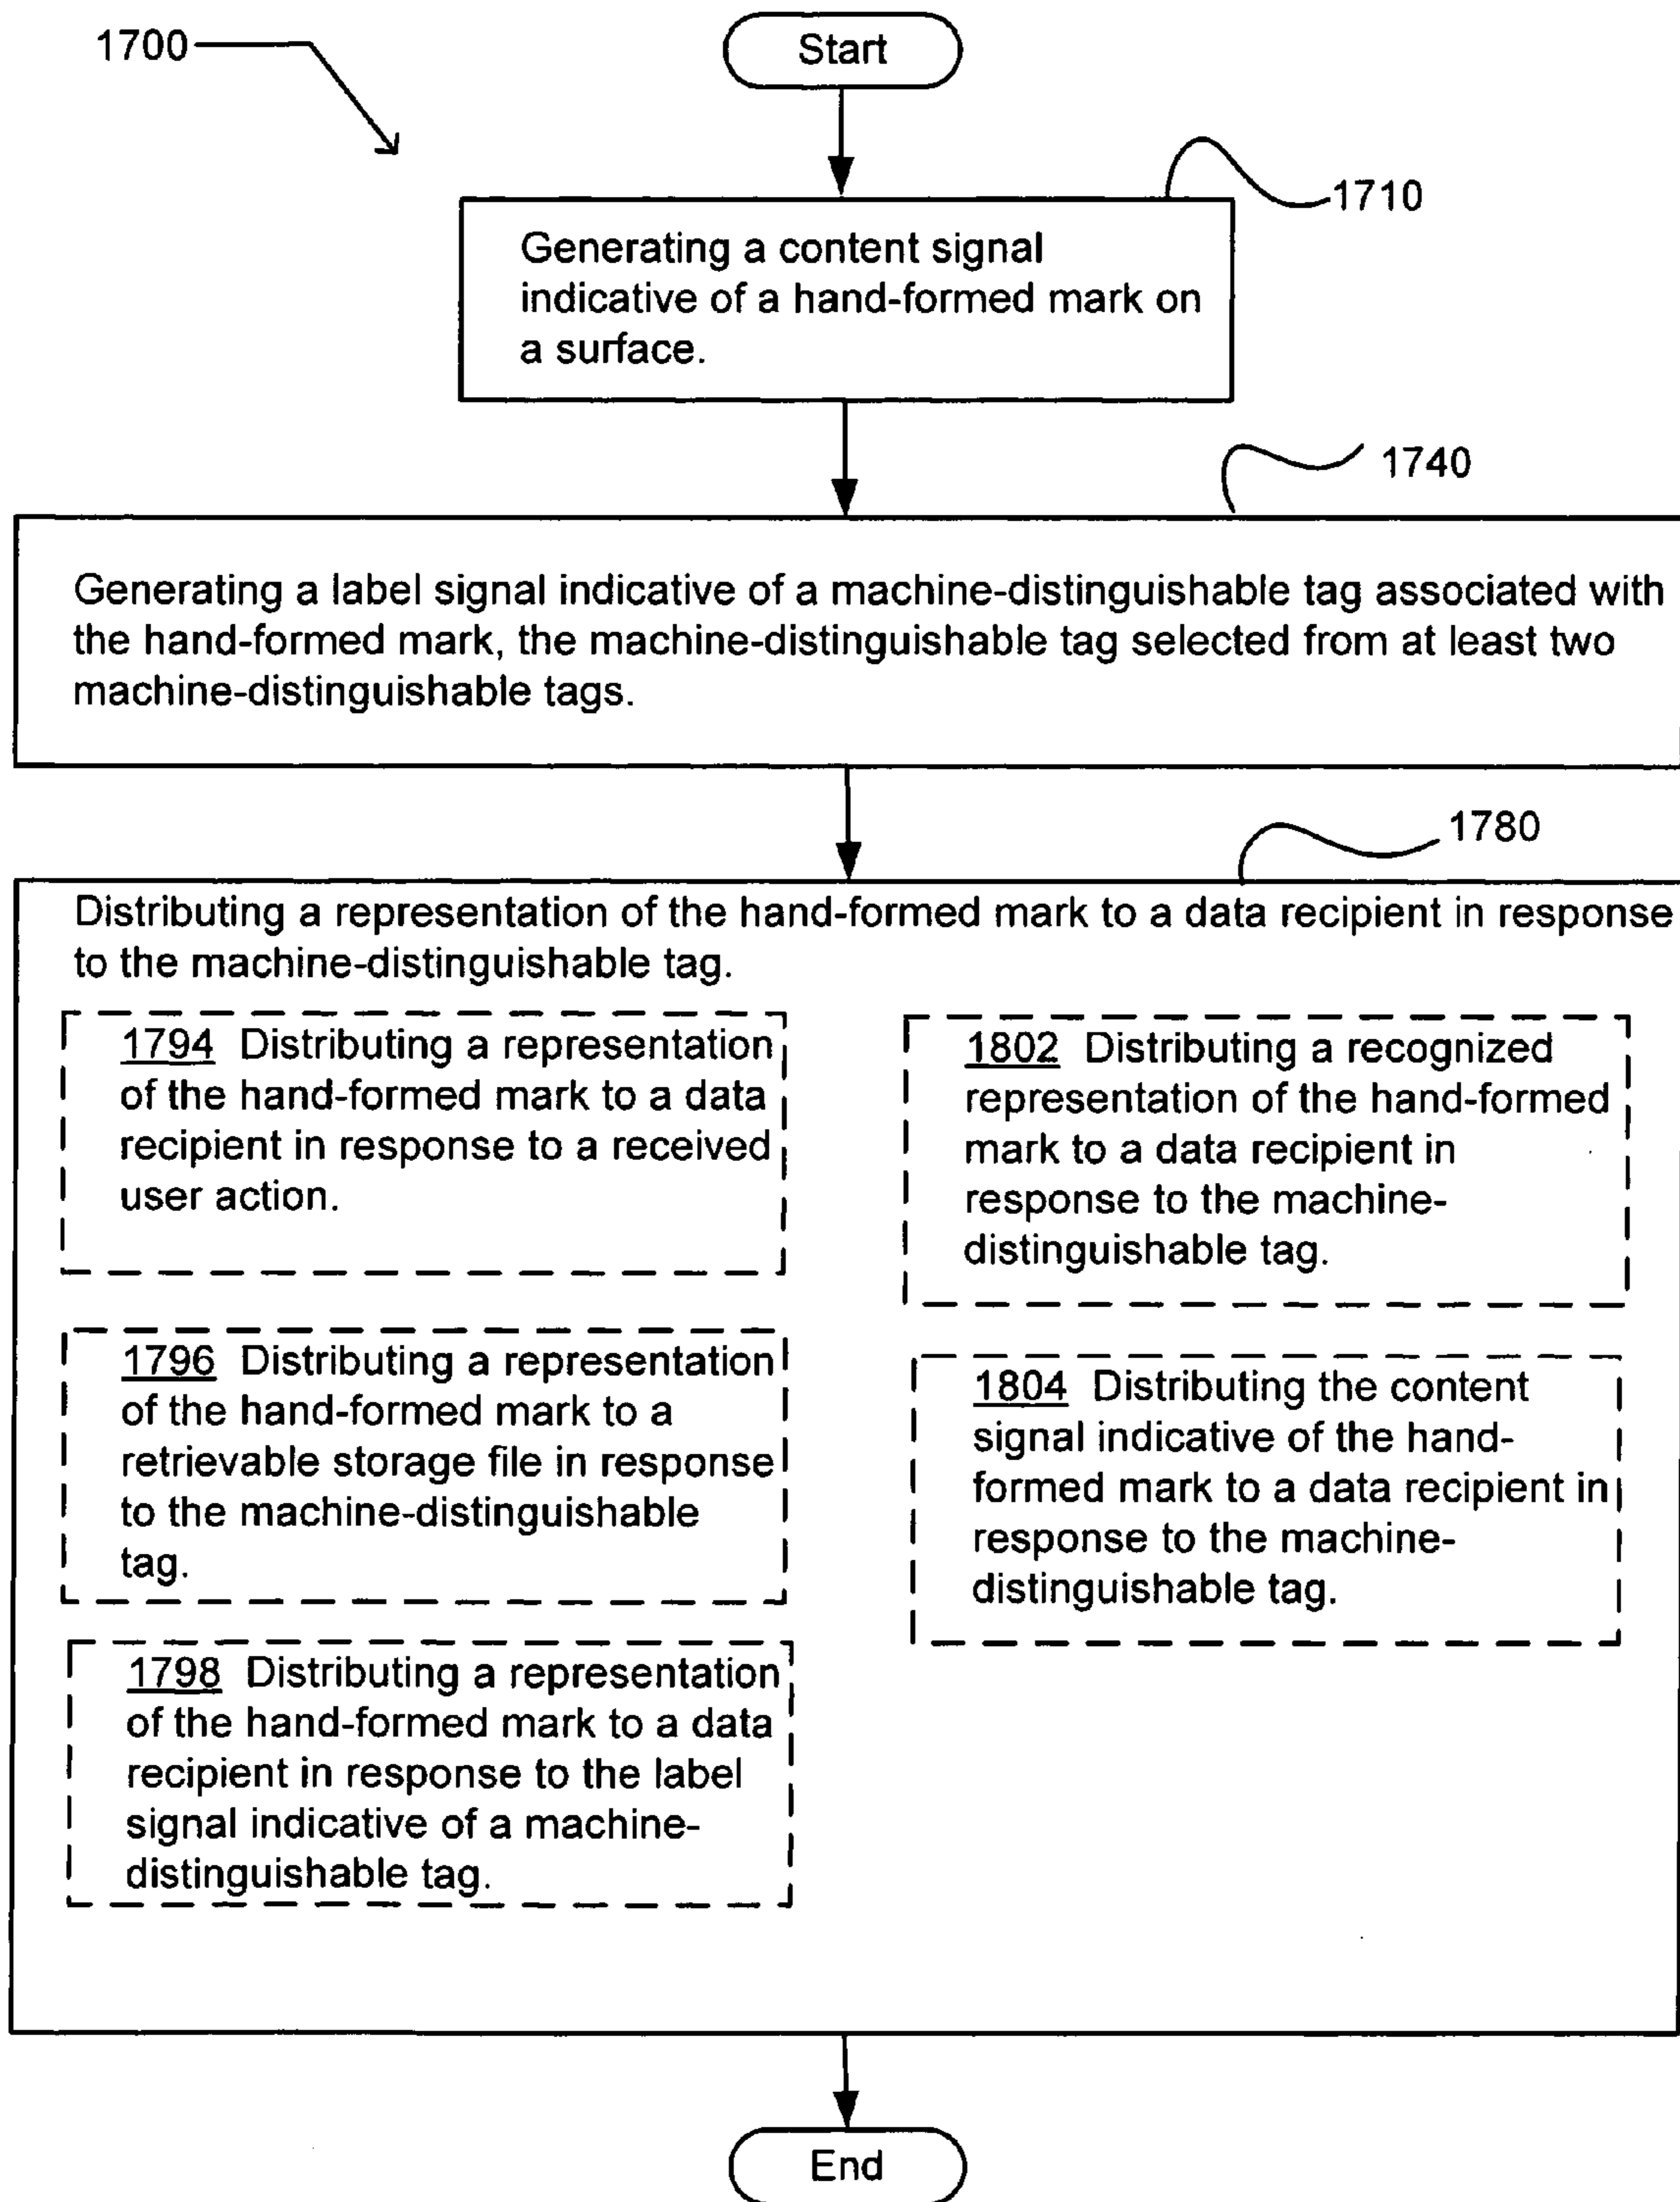 1700
Start
1710
Generating a content signal
indicative of a hand-formed mark on
a surface.
1740
Generating a label signal indicative of a machine-distinguishable tag associated with
the hand-formed mark, the machine-distinguishable tag selected from at least two
machine-distinguishable tags.
1780
Distributing a representation of the hand-formed mark to a data recipient in response
to the machine-distinguishable tag.
1794 Distributing a representation
of the hand-formed mark to a data
recipient in response to a received
user action.
1796 Distributing a representation
of the hand-formed mark to a
retrievable storage file in response
to the machine-distinguishable
tag.
1798 Distributing a representation
of the hand-formed mark to a data
recipient in response to the label
signal indicative of a machine-
distinguishable tag.
1802 Distributing a recognized
representation of the hand-formed
mark to a data recipient in
response to the machine-
distinguishable tag.
1804 Distributing the content
signal indicative of the hand-
formed mark to a data recipient in
response to the machine-
distinguishable tag.
End